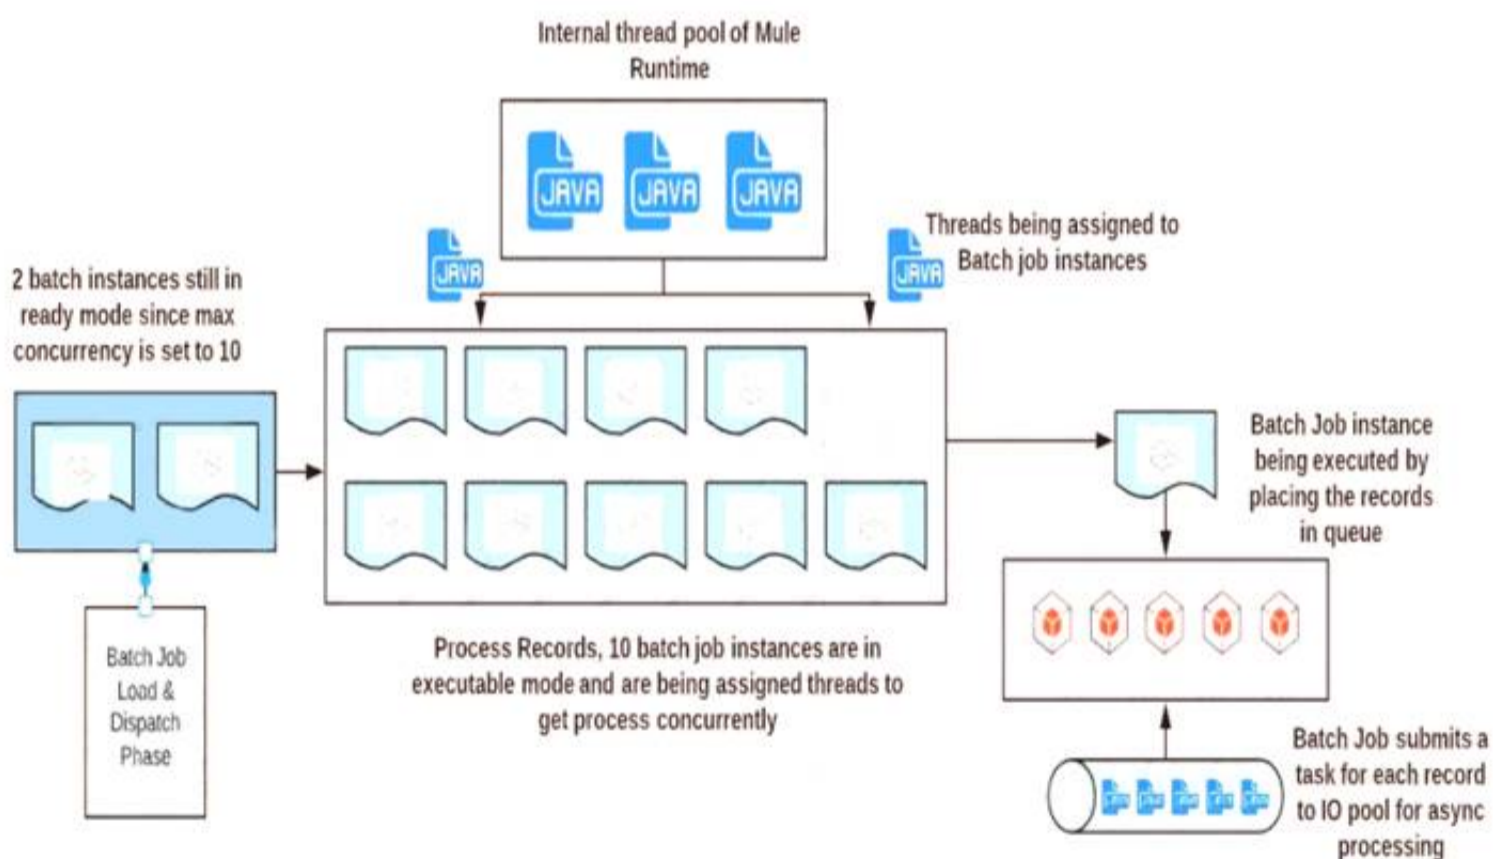 Internal thread pool of Mule
Runtime
JAVA
JAVA
JAVA
JAVA
JAVA
Threads being assigned to
Batch job instances
2 batch instances still in
ready mode since max
concurrency is set to 10
Batch Job
Load &
Dispatch
Phase
Process Records, 10 batch job instances are in
executable mode and are being assigned threads to
get process concurrently
Batch Job instance
being executed by
placing the records
in queue
Batch Job submits a
task for each record
to IO pool for async
processing